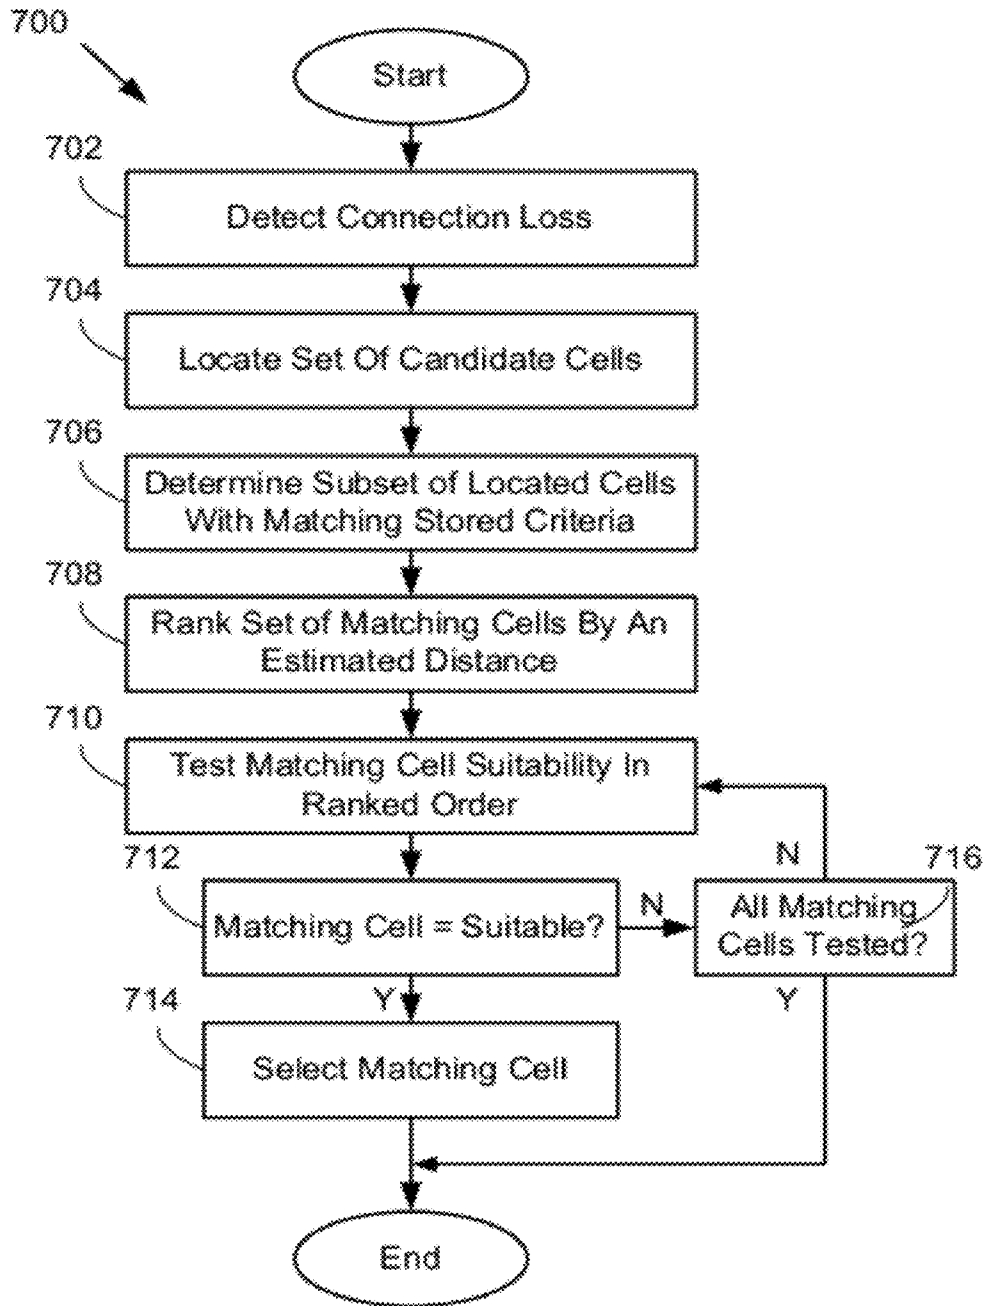 700
Start
702
Detect Connection Loss
704
Locate Set Of Candidate Cells
706
Determine Subset of Located Cells
With Matching Stored Criteria
708
Rank Set of Matching Cells By An
Estimated Distance
710
Test Matching Cell Suitability In
Ranked Order
712
Matching Cell = Suitable?
N
N
716
All Matching
Cells Tested?
Y
Y
714
Select Matching Cell
End